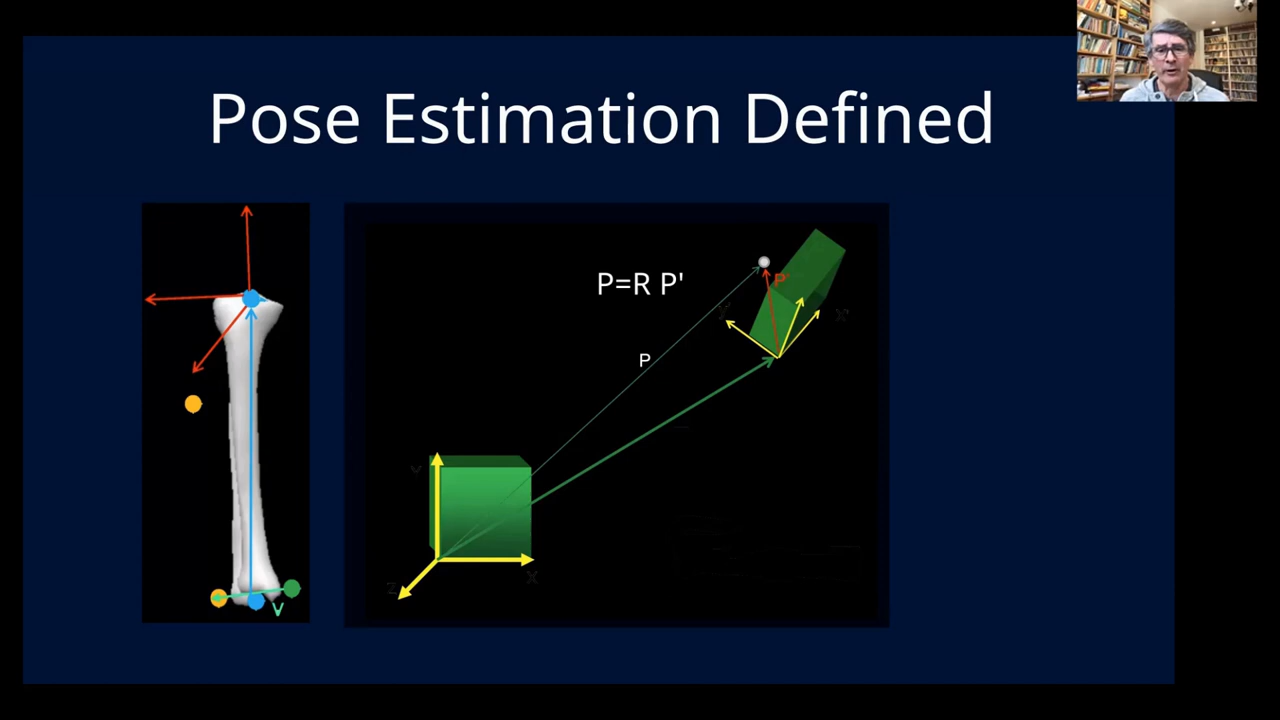 Pose Estimation Defined
P=R P'
P'
Y'
X'
P
Y
Z
X
V